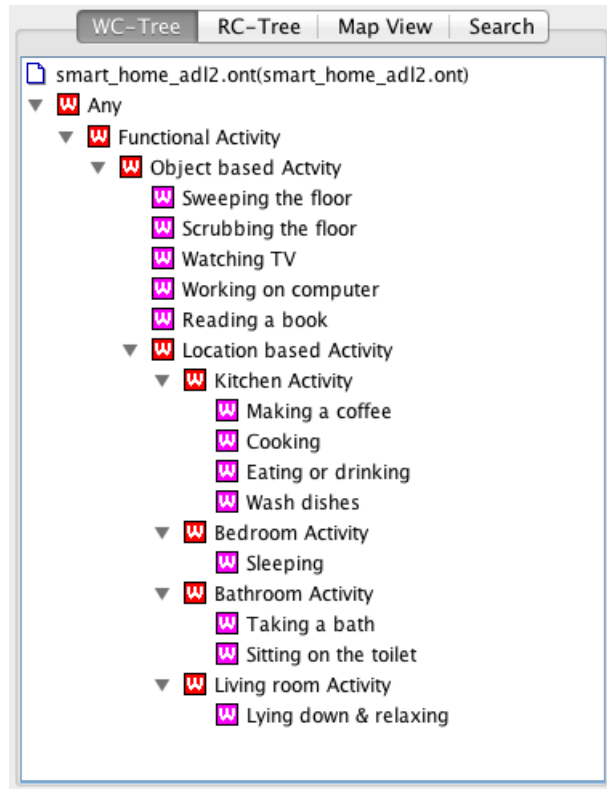 WC-Tree RC-Tree Map View Search
smart_home_adl2.ont(smart_home_adl2.ont)
Any
Functional Activity
Object based Actvity
Sweeping the floor
Scrubbing the floor
Watching TV
Working on computer
Reading a book
Location based Activity
Kitchen Activity
Making a coffee
Cooking
Eating or drinking
Wash dishes
Bedroom Activity
Sleeping
Bathroom Activity
Taking a bath
Sitting on the toilet
Living room Activity
Lying down & relaxing